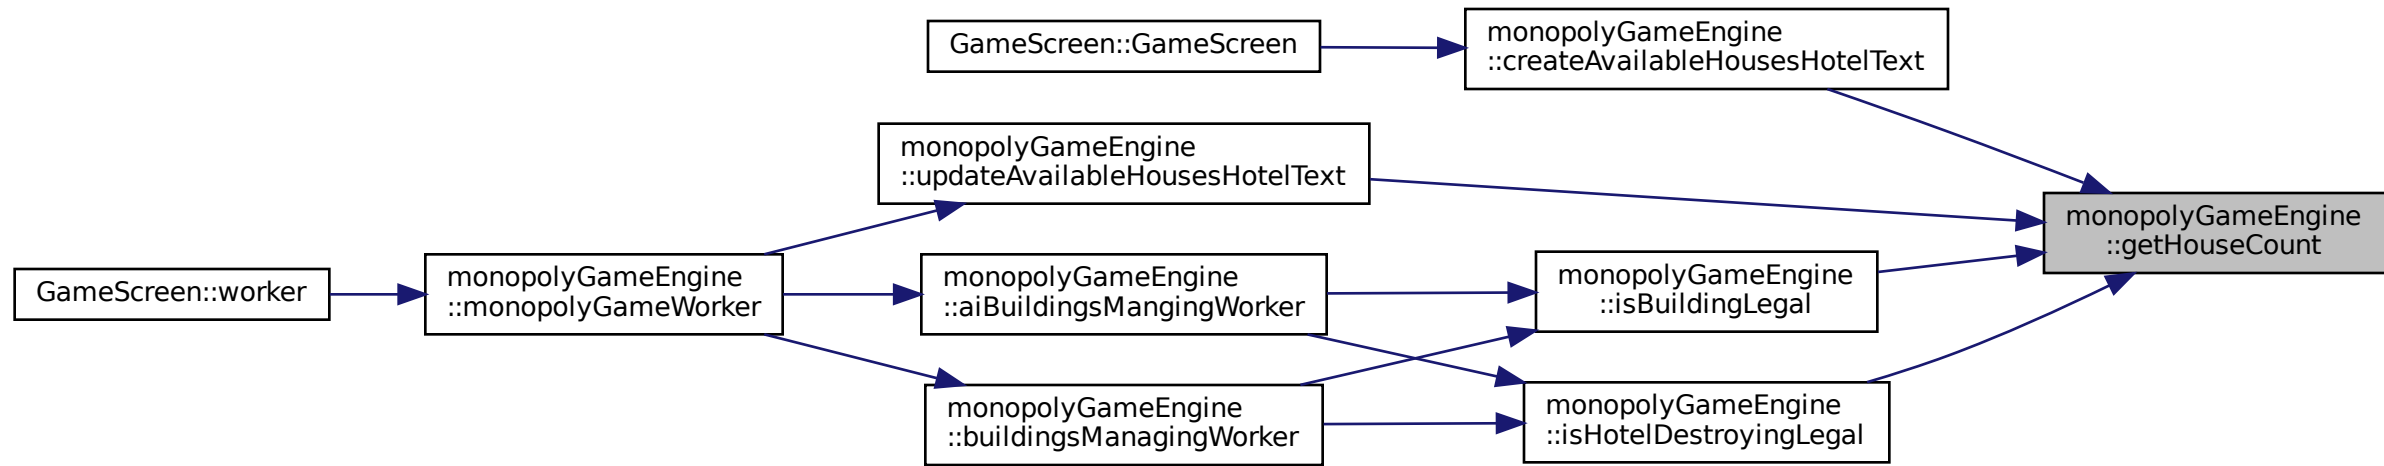 GameScreen::GameScreen
monopolyGameEngine
::createAvailableHousesHotelText
monopolyGameEngine
::updateAvailableHousesHotelText
monopolyGameEngine
::getHouseCount
GameScreen::worker
monopolyGameEngine
::monopolyGameWorker
monopolyGameEngine
::aiBuildingsMangingWorker
monopolyGameEngine
::isBuildingLegal
monopolyGameEngine
::buildingsManagingWorker
monopolyGameEngine
::isHotelDestroyingLegal